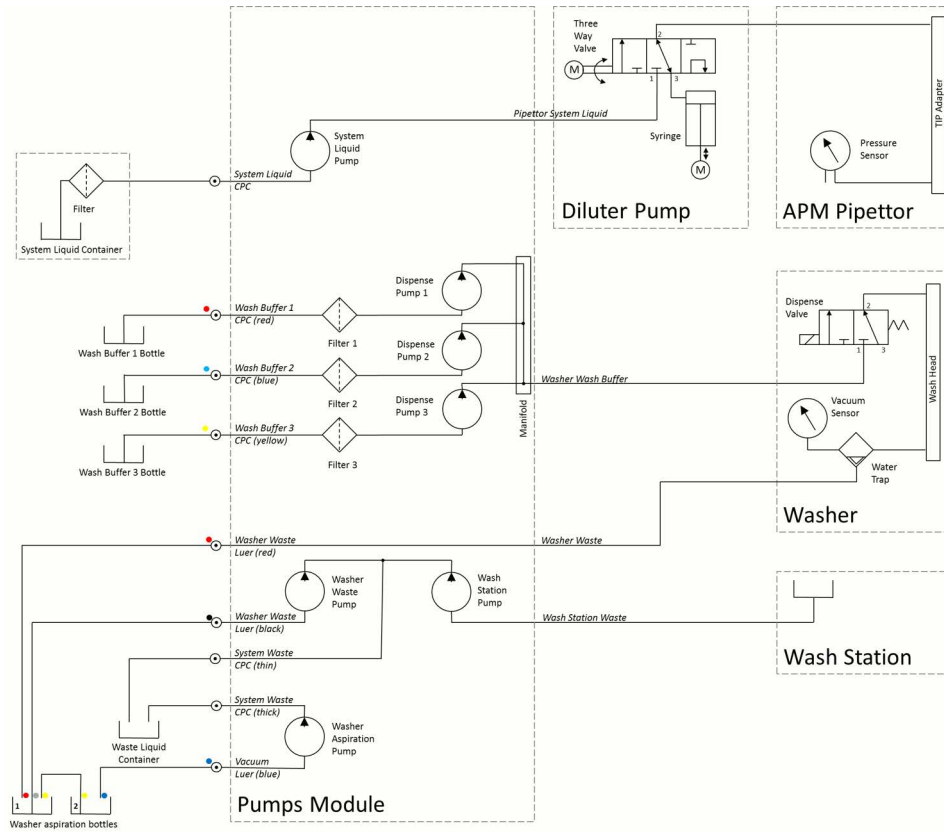 Three
Way
Valve
2
M
1
3
Pipettor System Liquid
Syringe
M
Diluter Pump
TIP Adapter
Pressure
Sensor
APM Pipettor
System
Liquid
Pump
System Liquid
CPC
Filter
System Liquid Container
Dispense
Pump 1
Wash Buffer 1
CPC (red)
Filter 1
Wash Buffer 1 Bottle
Dispense
Pump 2
Wash Buffer 2
CPC (blue)
Filter 2
Wash Buffer 2 Bottle
Dispense
Pump 3
Wash Buffer 3
CPC (yellow)
Filter 3
Wash Buffer 3 Bottle
Manifold
Washer Wash Buffer
Dispense
Valve
2
1
3
Wash Head
Vacuum
Sensor
Water
Trap
Washer
Washer Waste
Luer (red)
Washer Waste
Washer
Waste
Pump
Wash
Station
Pump
Washer Waste
Luer (black)
Wash Station Waste
Wash Station
System Waste
CPC (thin)
System Waste
CPC (thick)
Waste Liquid
Container
Washer
Aspiration
Pump
Vacuum
Luer (blue)
1
2
Washer aspiration bottles
Pumps Module